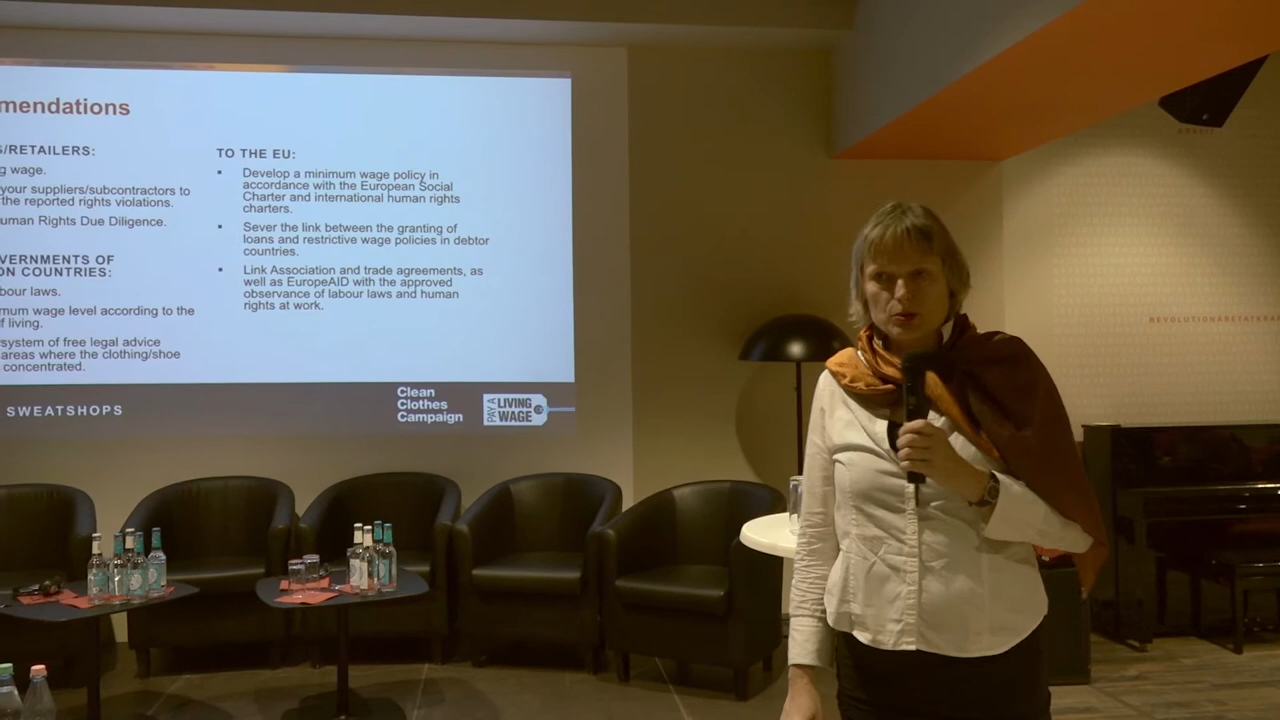 mendations
S/RETAILERS:
g wage.
your suppliers/subcontractors to
the reported rights violations.
uman Rights Due Diligence.
VERNMENTS OF
ON COUNTRIES:
bour laws.
mum wage level according to the
f living.
system of free legal advice
areas where the clothing/shoe
concentrated.
TO THE EU:
▪ Develop a minimum wage policy in
accordance with the European Social
Charter and international human rights
charters.
▪ Sever the link between the granting of
loans and restrictive wage policies in debtor
countries.
▪ Link Association and trade agreements, as
well as EuropeAID with the approved
observance of labour laws and human
rights at work.
SWEATSHOPS
Clean
Clothes
Campaign
PAY A
LIVING
WAGE
ARBEIT
REVOLUTIONÄRETATKRAF